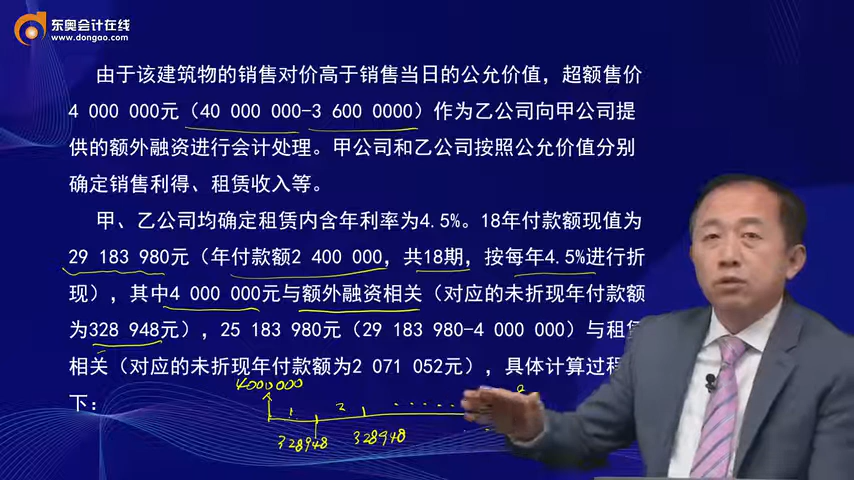 东奥会计在线
www.dongao.com
由于该建筑物的销售对价高于销售当日的公允价值，超额售价
4 000 000元（40 000 000-3 600 0000）作为乙公司向甲公司提
供的额外融资进行会计处理。甲公司和乙公司按照公允价值分别
确定销售利得、租赁收入等。
甲、乙公司均确定租赁内含年利率为4.5%。18年付款额现值为
29 183 980元（年付款额2 400 000，共18期，按每年4.5%进行折
现），其中4 000 000元与额外融资相关（对应的未折现年付款额
为328 948元），25 183 980元（29 183 980-4 000 000）与租
相关（对应的未折现年付款额为2 071 052元），具体计算过
下：
4000000
1 2 ......
328948 328948